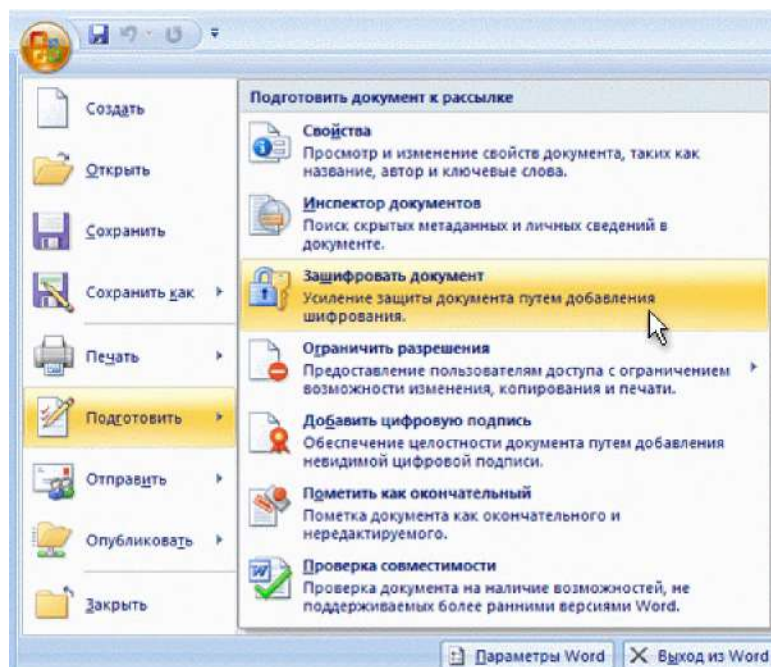 Создать
Открыть
Сохранить
Сохранить как
Печать
Подготовить
Отправить
Опубликовать
Закрыть
Подготовить документ к рассылке
Свойства
Просмотр и изменение свойств документа, таких как
название, автор и ключевые слова.
Инспектор документов
Поиск скрытых метаданных и личных сведений в
документе.
Зашифровать документ
Усиление защиты документа путем добавления
шифрования.
Ограничить разрешения
Предоставление пользователям доступа с ограничением
возможности изменения, копирования и печати.
Добавить цифровую подпись
Обеспечение целостности документа путем добавления
невидимой цифровой подписи.
Пометить как окончательный
Пометка документа как окончательного и
нередактируемого.
Проверка совместимости
Проверка документа на наличие возможностей, не
поддерживаемых более ранними версиями Word.
Параметры Word
Выход из Word